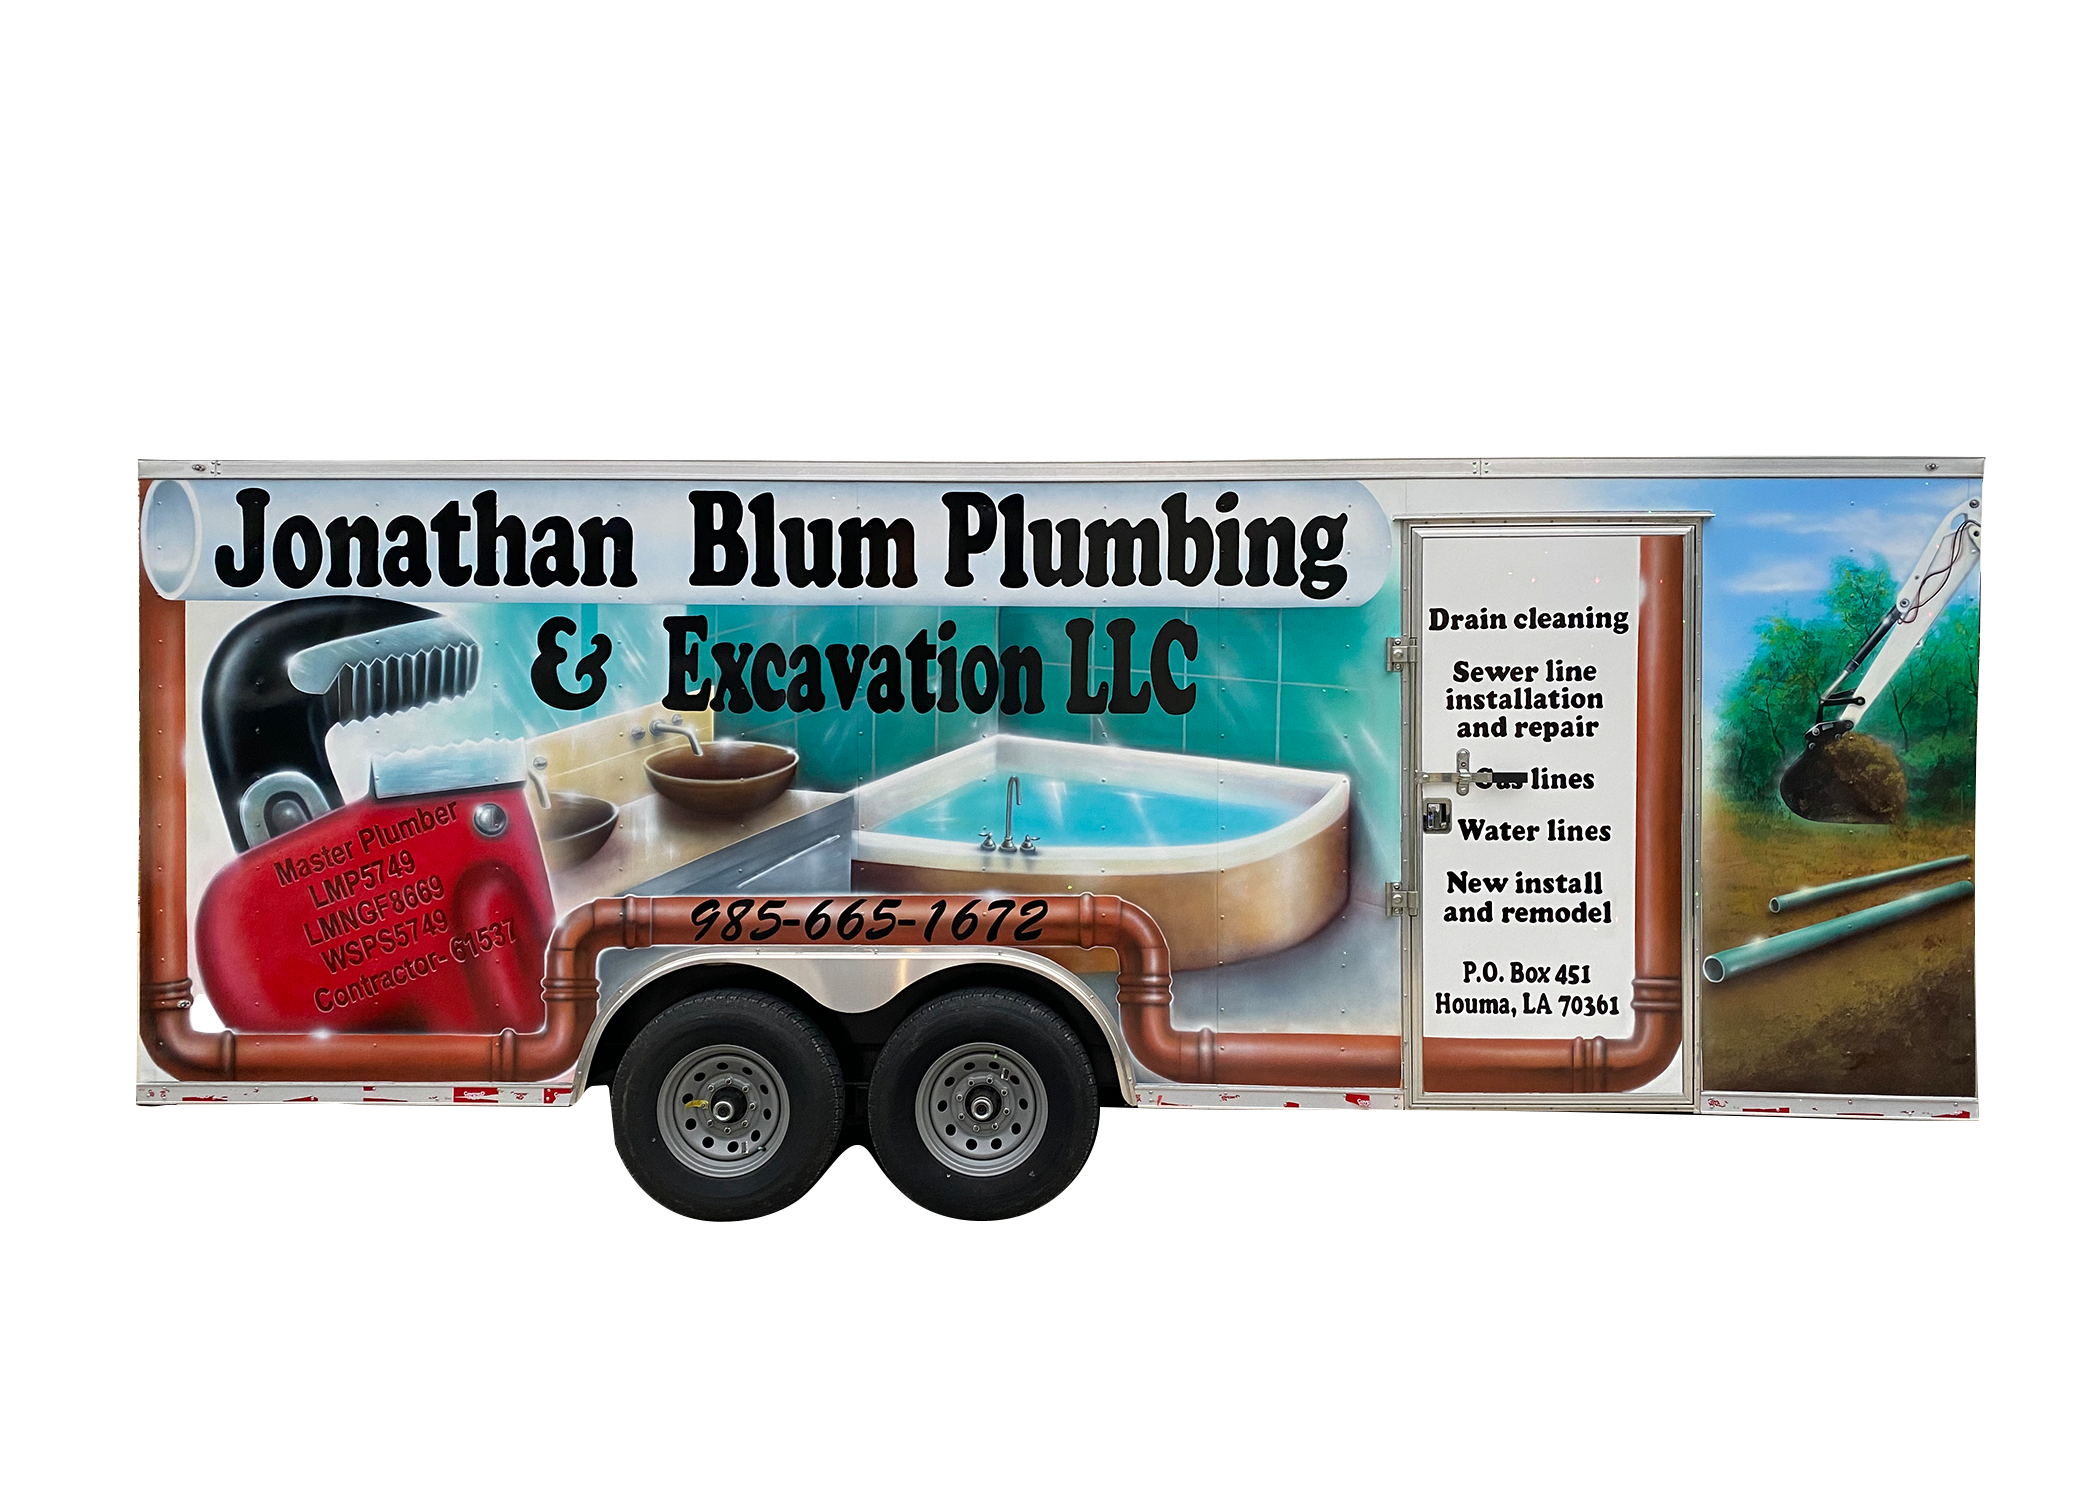 Jonathan Blum Plumbing
& Excavation LLC
Master Plumber
LMP5749
LMNGF8669
WSPS5749
Contractor- 61537
985-665-1672
Drain cleaning
Sewer line
installation
and repair
Gas lines
Water lines
New install
and remodel
P.O. Box 451
Houma, LA 70361